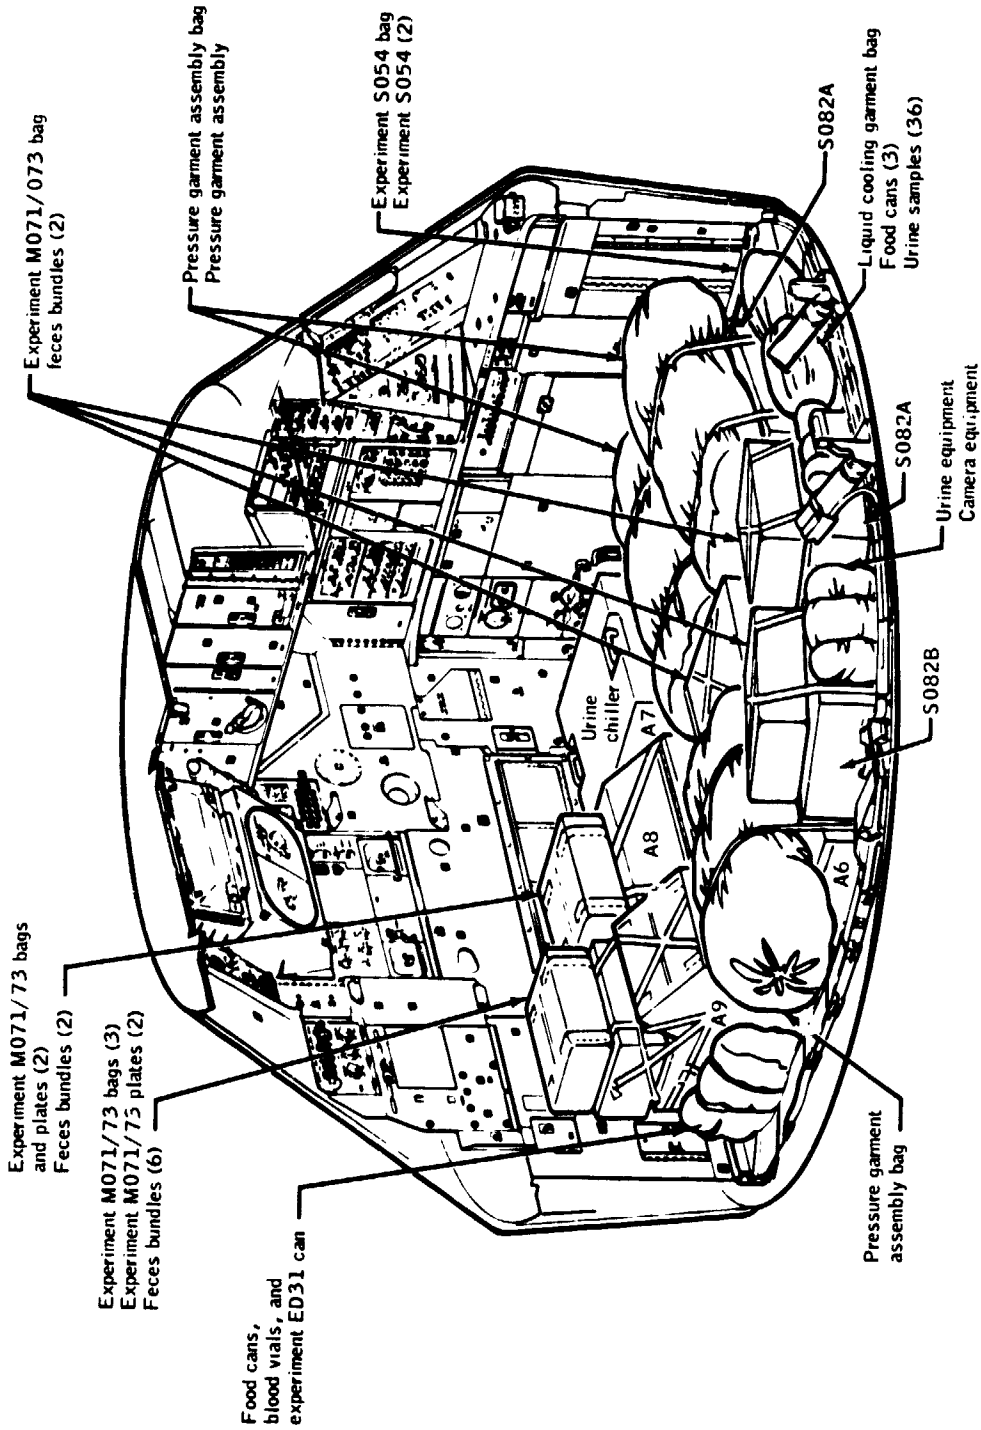 Experiment M071/73 bags
and plates (2)
Feces bundles (2)
Experiment M071/73 bags (3)
Experiment M071/73 plates (2)
Feces bundles (6)
Food cans,
blood vials, and
experiment ED31 can
Experiment M071/073 bag
feces bundles (2)
Pressure garment assembly bag
Pressure garment assembly
Experiment S054 bag
Experiment S054 (2)
S082A
Liquid cooling garment bag
Food cans (3)
Urine samples (36)
S082A
Urine equipment
Camera equipment
S082B
Pressure garment
assembly bag
Urine
chiller
A7
A8
A9
A6